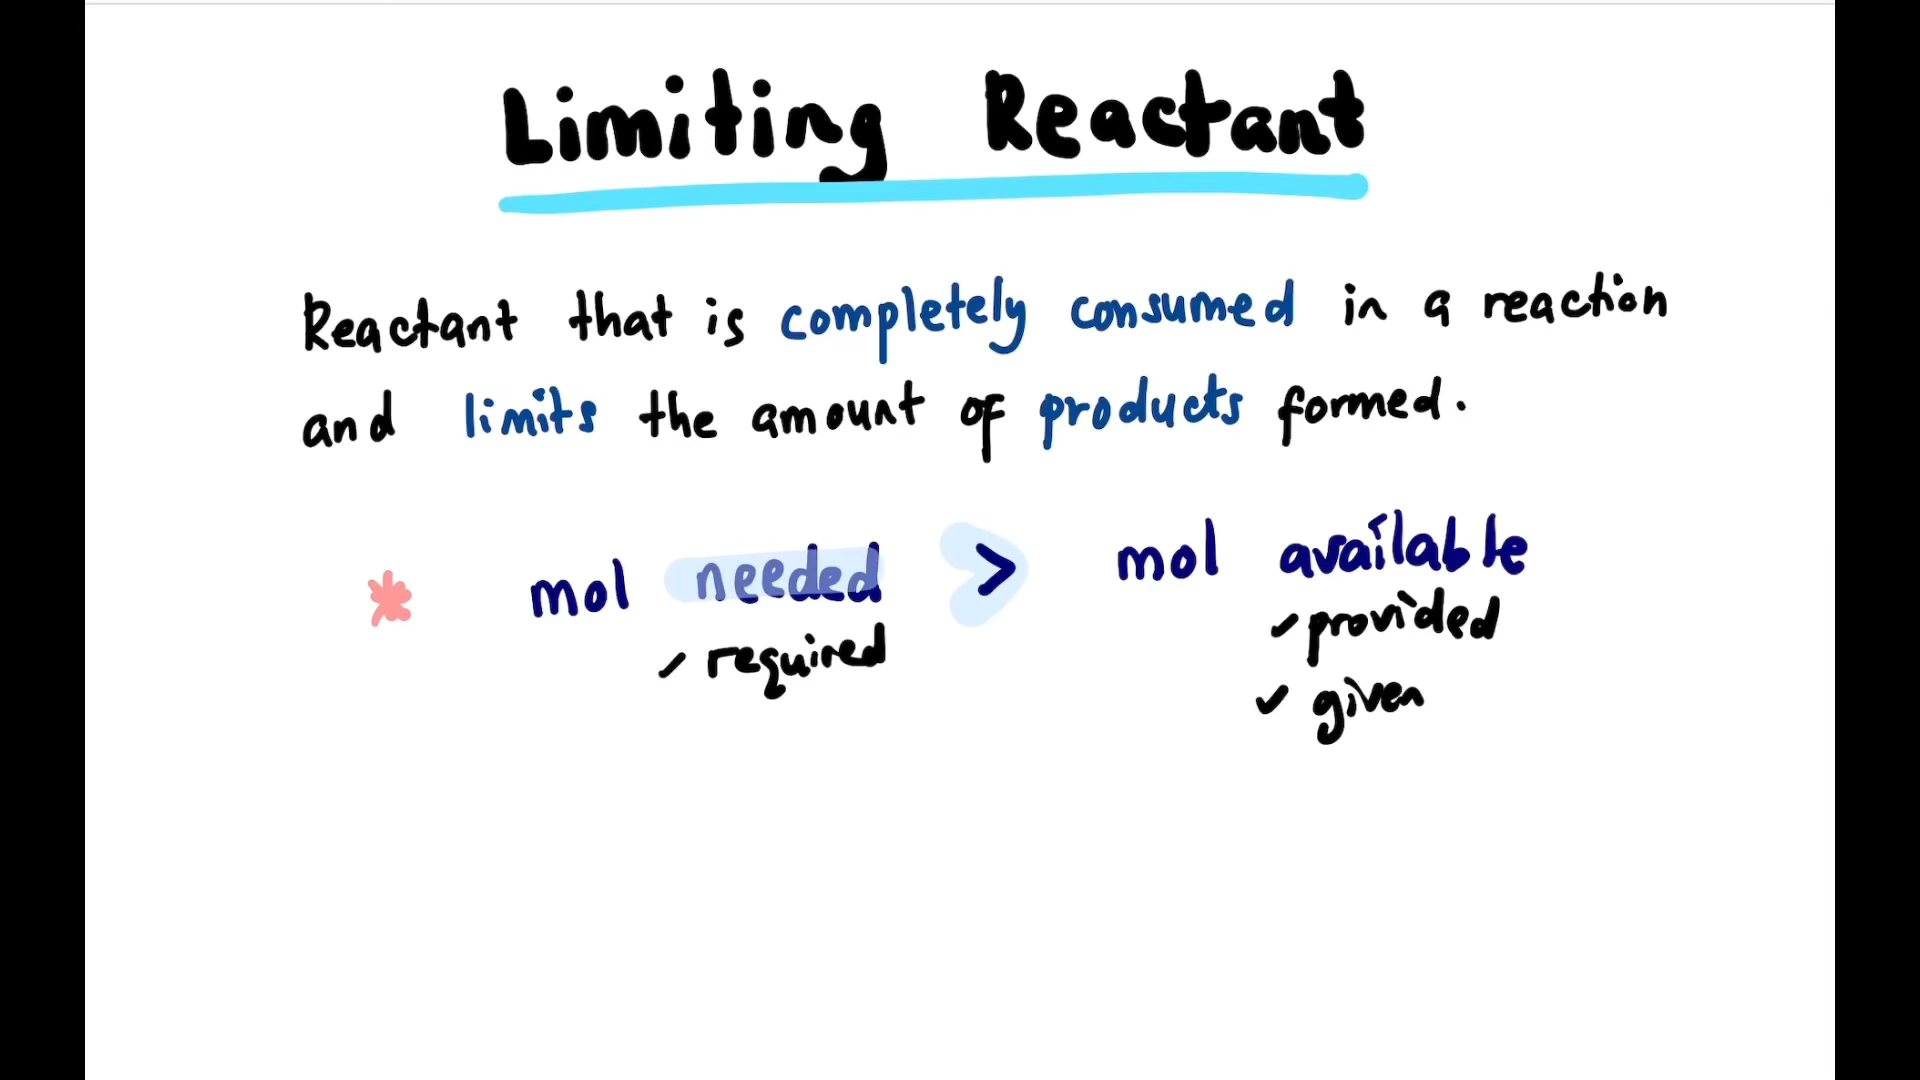 Limiting Reactant
Reactant that is completely consumed in a reaction
and limits the amount of products formed.
* mol needed > mol available
✓ required
✓ provided
✓ given